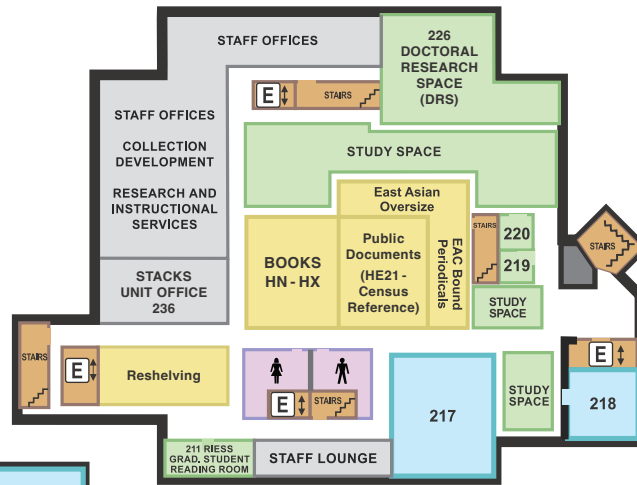 STAFF OFFICES
226
DOCTORAL
RESEARCH
SPACE
(DRS)
E
STAIRS
STAFF OFFICES
COLLECTION
DEVELOPMENT
RESEARCH AND
INSTRUCTIONAL
SERVICES
STUDY SPACE
East Asian
Oversize
BOOKS
HN - HX
Public
Documents
(HE21 -
Census
Reference)
EAC Bound
Periodicals
STAIRS
220
219
STUDY
SPACE
STAIRS
STACKS
UNIT OFFICE
236
STAIRS
E
Reshelving
E
STAIRS
217
STUDY
SPACE
E
218
211 RIESS
GRAD. STUDENT
READING ROOM
STAFF LOUNGE